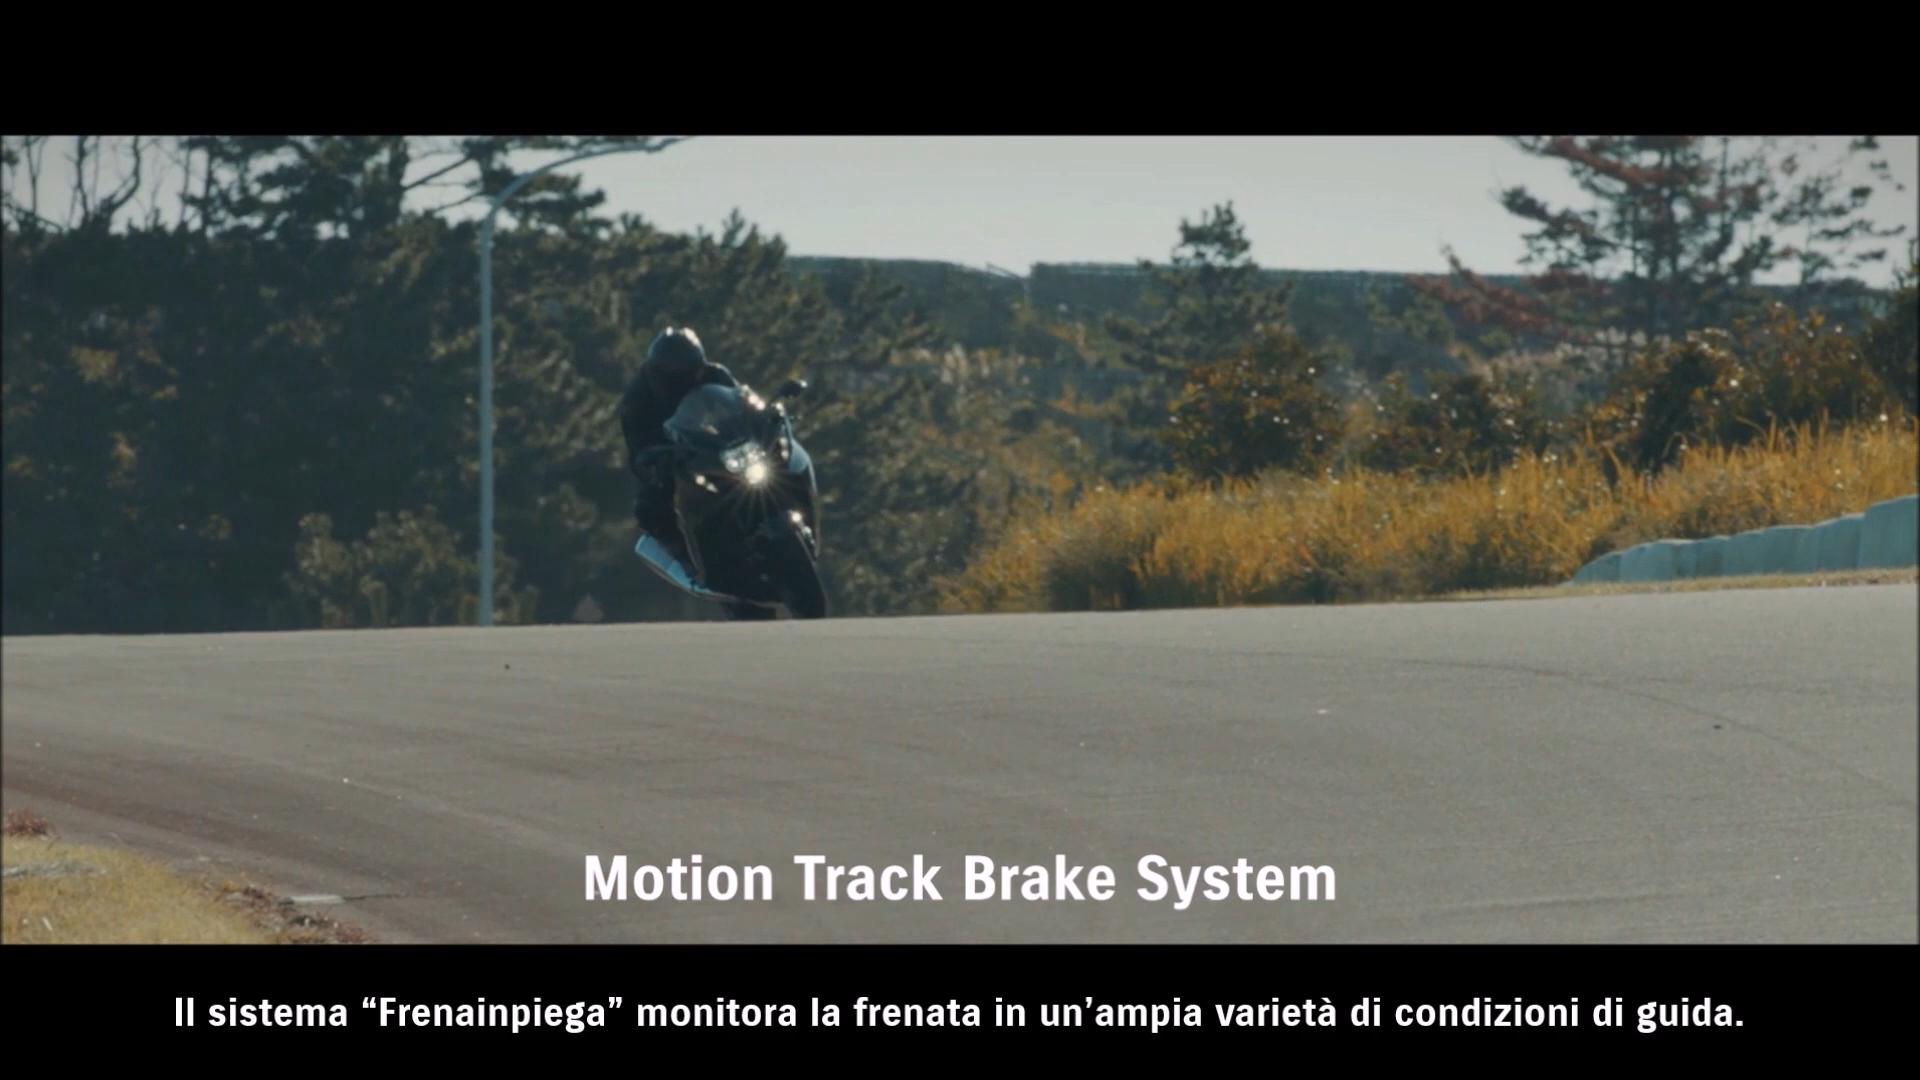 Motion Track Brake System
Il sistema “Frenainpiega” monitora la frenata in un’ampia varietà di condizioni di guida.